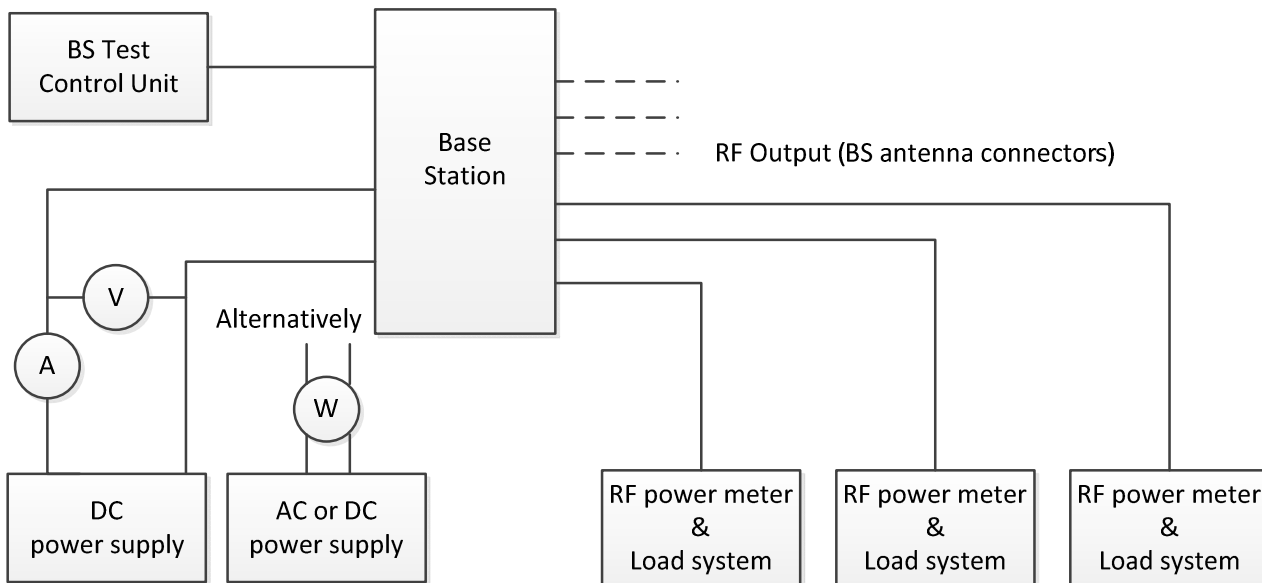 BS Test
Control Unit
Base
Station
RF Output (BS antenna connectors)
V
Alternatively
A
W
DC
power supply
AC or DC
power supply
RF power meter
&
Load system
RF power meter
&
Load system
RF power meter
&
Load system